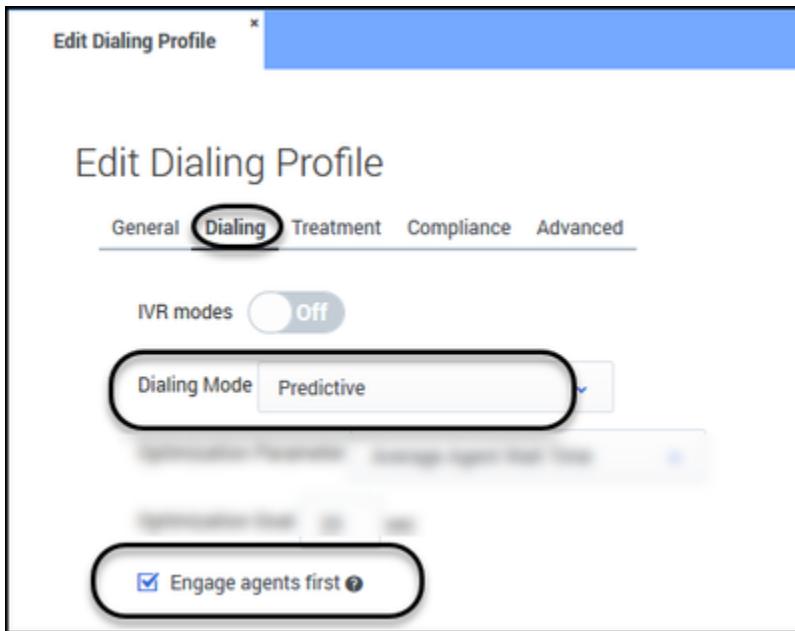 Edit Dialing Profile ×
Edit Dialing Profile
General Dialing Treatment Compliance Advanced
IVR modes Off
Dialing Mode Predictive
Engage agents first ?